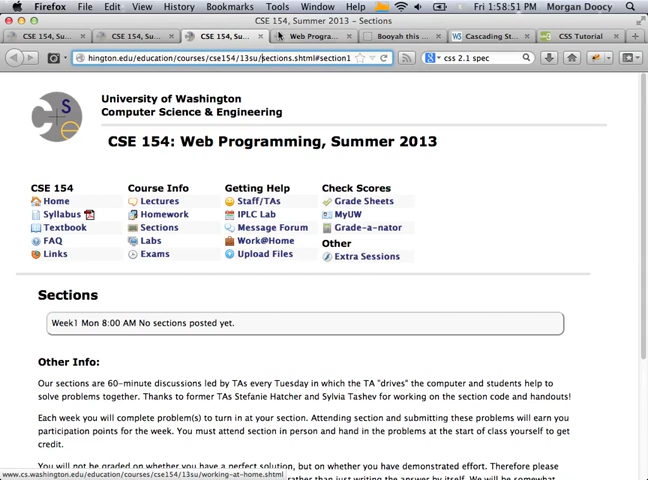 Firefox File Edit View History Bookmarks Tools Window Help Fri 1:58:51 PM Morgan Doocy
CSE 154, Summer 2013 - Sections
CSE 154, Su... CSE 154, Su... CSE 154, Su... Web Progra... Booyah this ... Cascading St... CSS Tutorial
hington.edu/education/courses/cse154/13su/sections.shtml#section1 css 2.1 spec
University of Washington
Computer Science & Engineering
CSE 154: Web Programming, Summer 2013
CSE 154 Course Info Getting Help Check Scores
Home Lectures Staff/TAs Grade Sheets
Syllabus Homework IPLC Lab MyUW
Textbook Sections Message Forum Grade-a-nator
FAQ Labs Work@Home Other
Links Exams Upload Files Extra Sessions
Sections
Week1 Mon 8:00 AM No sections posted yet.
Other Info:
Our sections are 60-minute discussions led by TAs every Tuesday in which the TA "drives" the computer and students help to
solve problems together. Thanks to former TAs Stefanie Hatcher and Sylvia Tashev for working on the section code and handouts!
Each week you will complete problem(s) to turn in at your section. Attending section and submitting these problems will earn you
participation points for the week. You must attend section in person and hand in the problems at the start of class yourself to get
credit.
You will not be graded on whether you have a perfect solution, but on whether you have demonstrated effort. Therefore please
www.cs.washington.edu/education/courses/cse154/13su/working-at-home.shtml rather than just writing the answer by itself. We will be somewhat